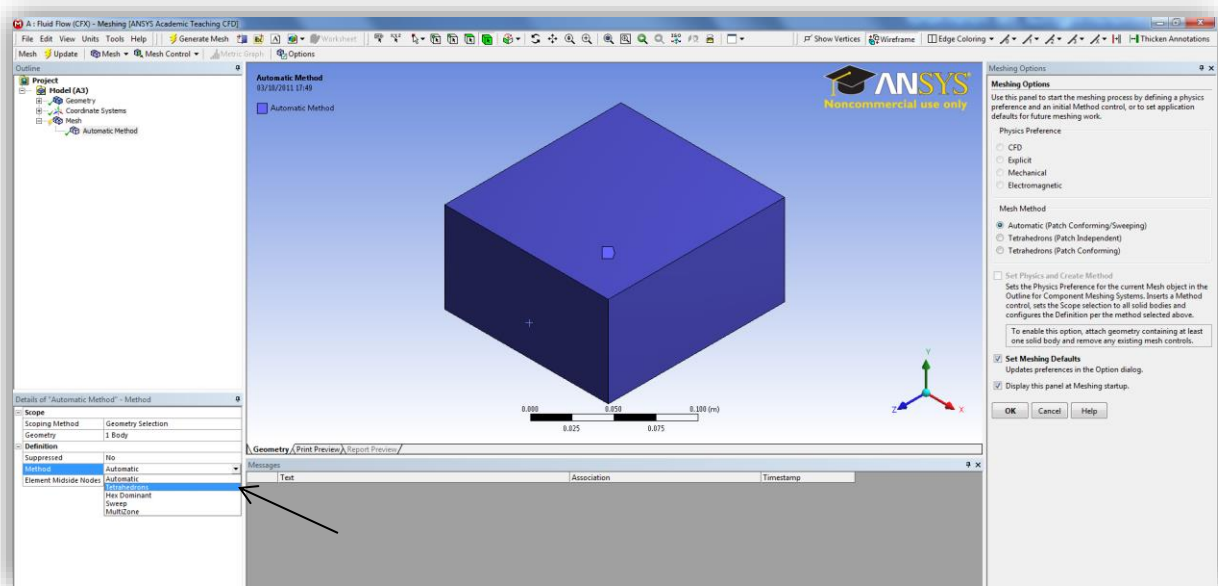 A : Fluid Flow (CFX) - Meshing [ANSYS Academic Teaching CFD]
File Edit View Units Tools Help Generate Mesh Worksheet Show Vertices Wireframe Edge Coloring Thicken Annotations
Mesh Update Mesh Mesh Control Metric Graph Options
Outline
Project
Model (A3)
Geometry
Coordinate Systems
Mesh
Automatic Method
Details of "Automatic Method" - Method
Scope
Scoping Method Geometry Selection
Geometry 1 Body
Definition
Suppressed No
Method Automatic
Element Midside Nodes
Automatic
Tetrahedrons
Hex Dominant
Sweep
MultiZone
Automatic Method
03/10/2011 17:49
Automatic Method
ANSYS
Noncommercial use only
Y
Z
X
0.000 0.050 0.100 (m)
0.025 0.075
Geometry Print Preview Report Preview
Messages
Text Association Timestamp
Meshing Options
Meshing Options
Use this panel to start the meshing process by defining a physics
preference and an initial Method control, or to set application
defaults for future meshing work.
Physics Preference
CFD
Explicit
Mechanical
Electromagnetic
Mesh Method
Automatic (Patch Conforming/Sweeping)
Tetrahedrons (Patch Independent)
Tetrahedrons (Patch Conforming)
Set Physics and Create Method
Sets the Physics Preference for the current Mesh object in the
Outline for Component Meshing Systems. Inserts a Method
control, sets the Scope selection to all solid bodies and
configures the Definition per the method selected above.
To enable this option, attach geometry containing at least
one solid body and remove any existing mesh controls.
Set Meshing Defaults
Updates preferences in the Option dialog.
Display this panel at Meshing startup.
OK Cancel Help